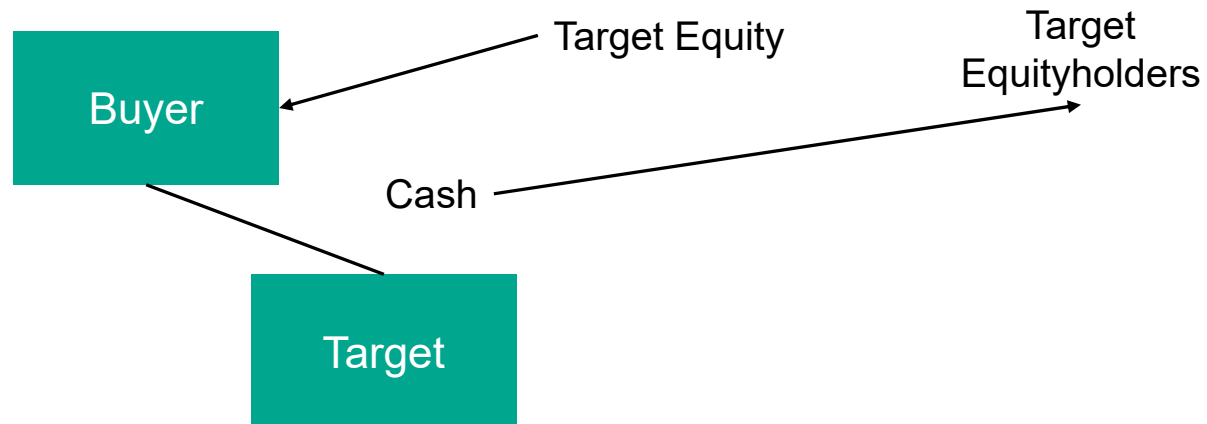 Target Equity
Target
Equityholders
Buyer
Cash
Target